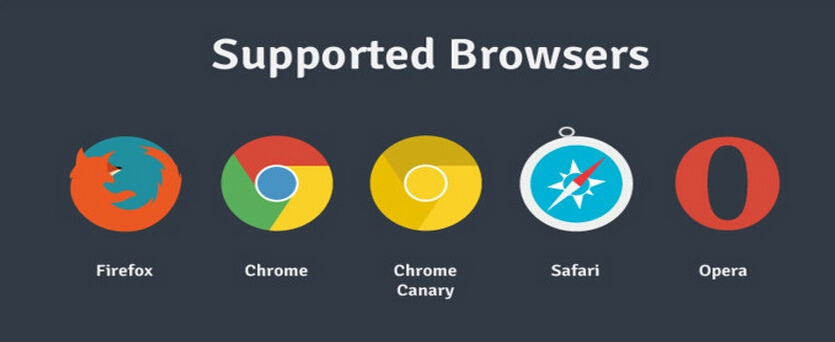 Supported Browsers
Firefox
Chrome
Chrome
Canary
Safari
Opera